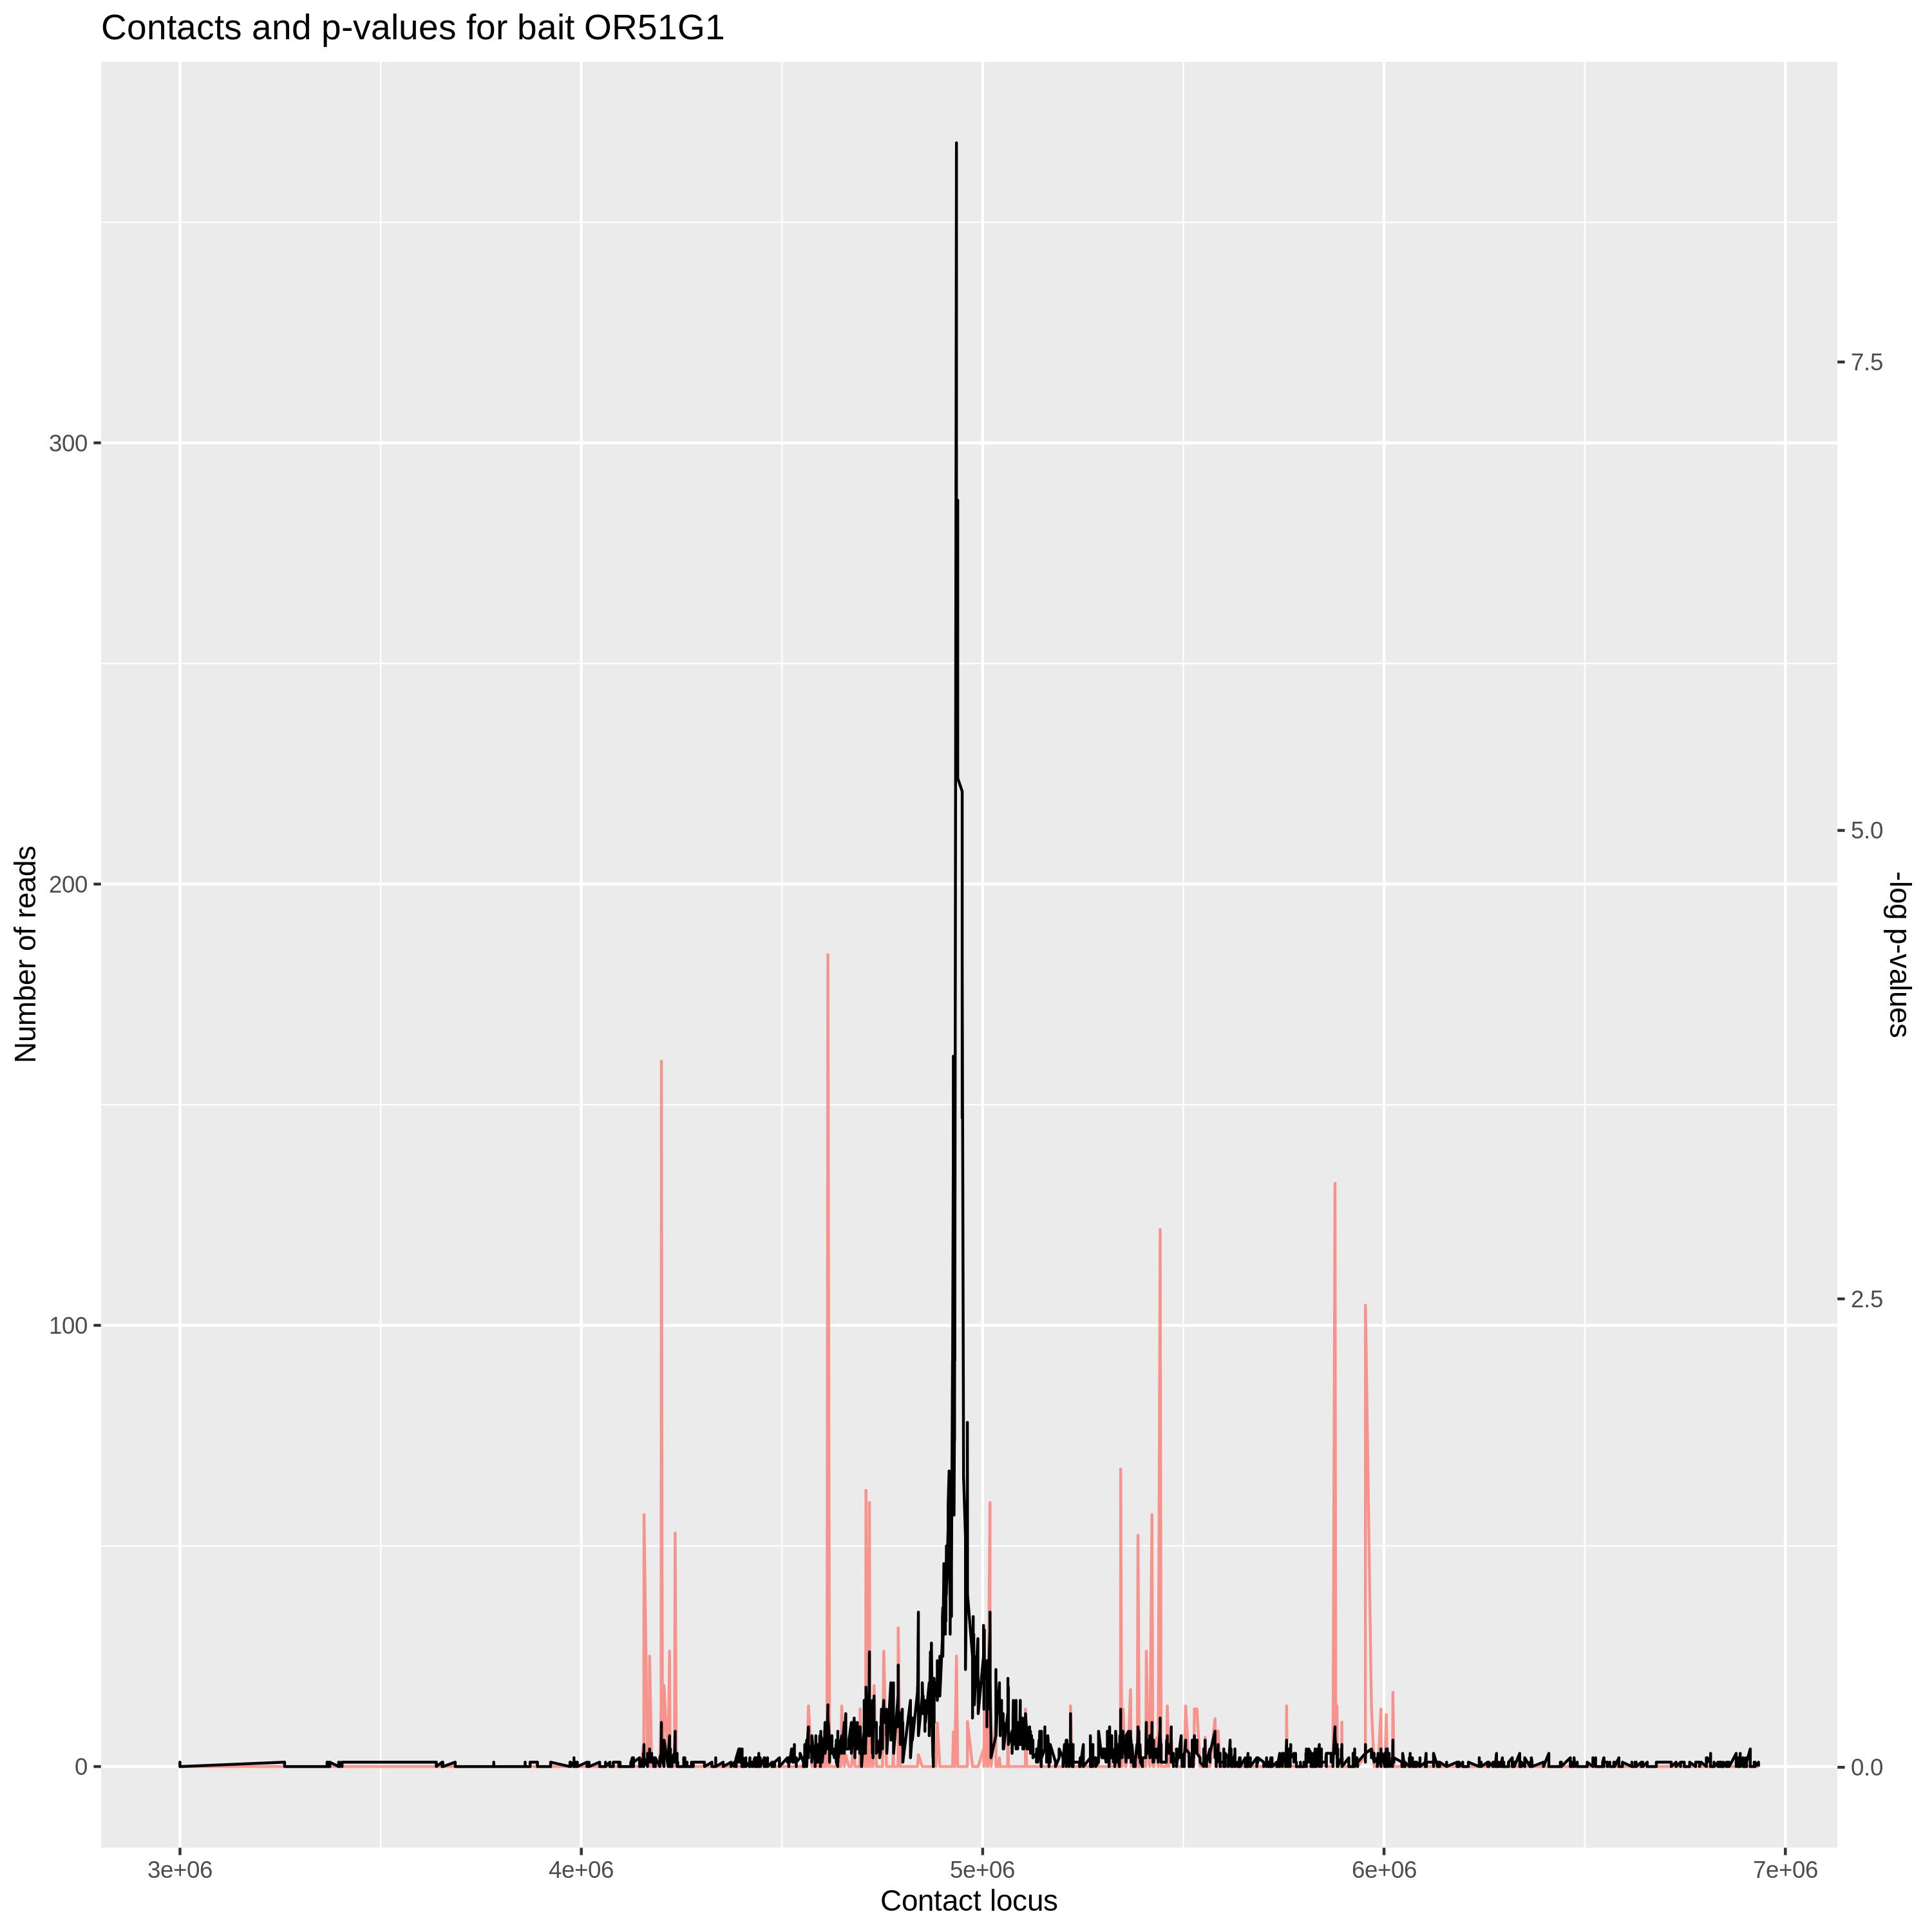 Contacts and p-values for bait OR51G1
Number of reads
300
200
100
0
7.5
5.0
2.5
0.0
-log p-values
3e+06 4e+06 5e+06 6e+06 7e+06
Contact locus